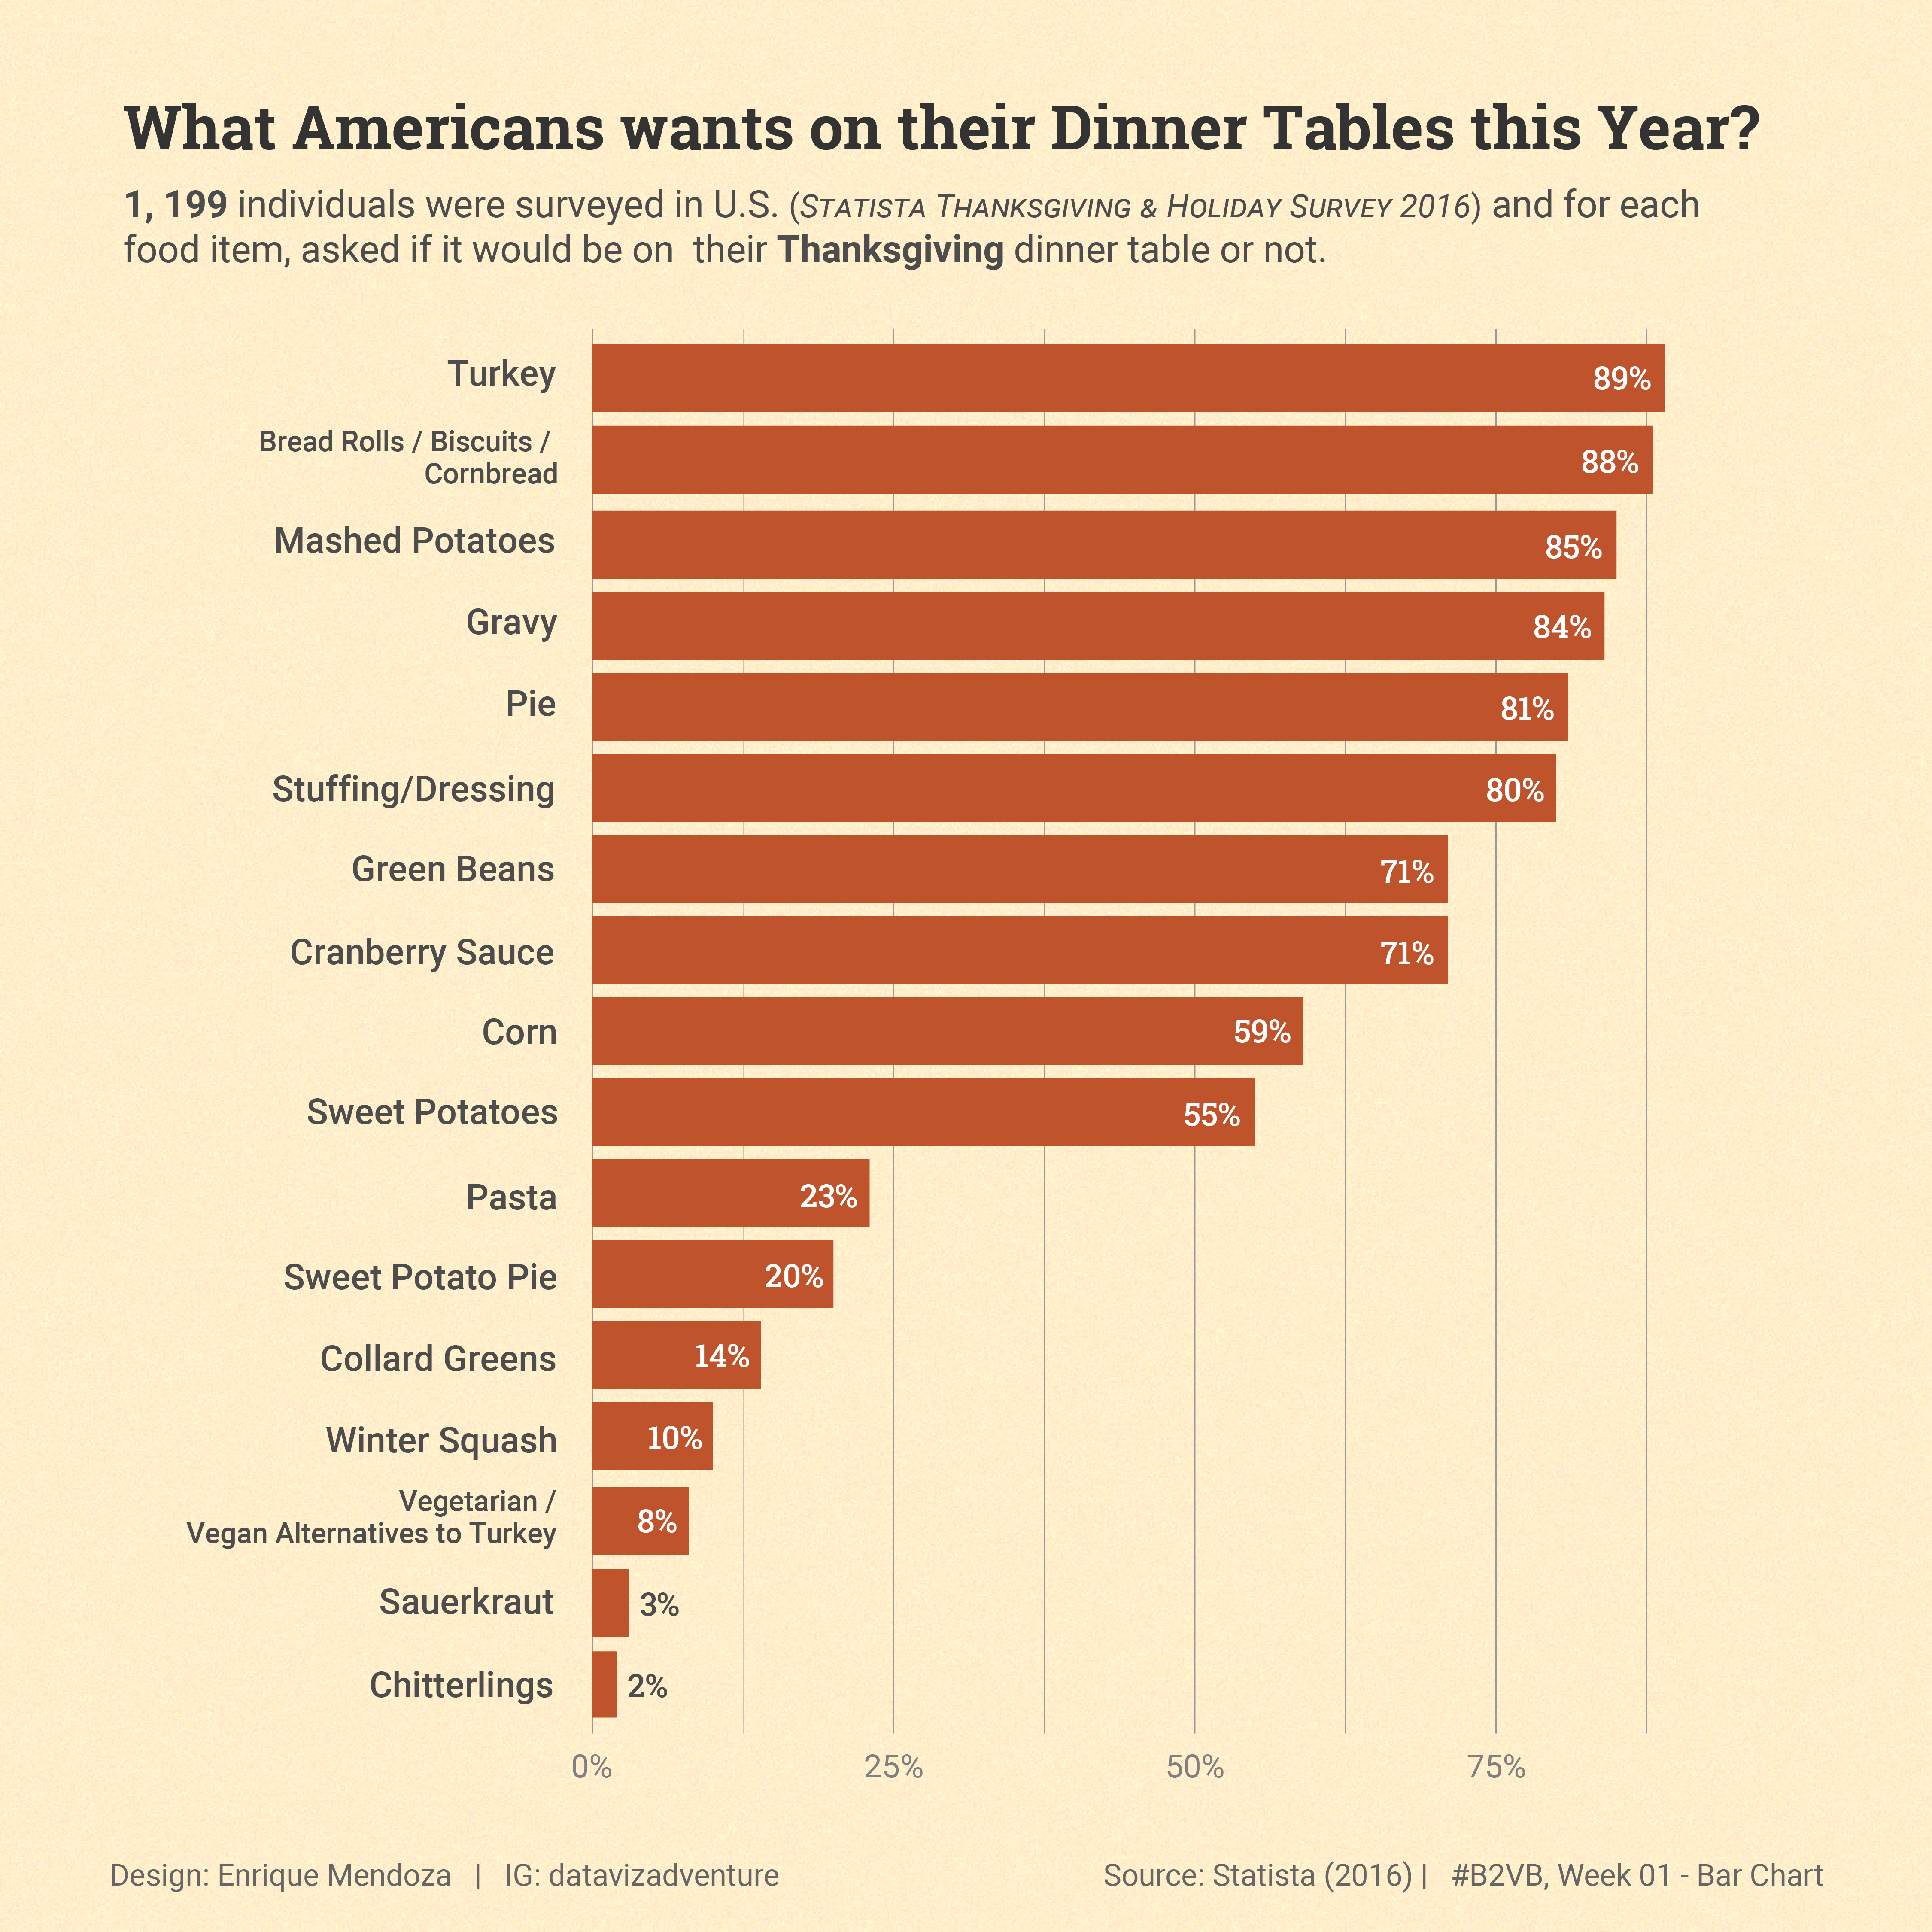 What Americans wants on their Dinner Tables this Year?
1, 199 individuals were surveyed in U.S. (Statista Thanksgiving & Holiday Survey 2016) and for each
food item, asked if it would be on  their Thanksgiving dinner table or not.
Turkey 89%
Bread Rolls / Biscuits /
Cornbread 88%
Mashed Potatoes 85%
Gravy 84%
Pie 81%
Stuffing/Dressing 80%
Green Beans 71%
Cranberry Sauce 71%
Corn 59%
Sweet Potatoes 55%
Pasta 23%
Sweet Potato Pie 20%
Collard Greens 14%
Winter Squash 10%
Vegetarian /
Vegan Alternatives to Turkey 8%
Sauerkraut 3%
Chitterlings 2%
0% 25% 50% 75%
Design: Enrique Mendoza | IG: datavizadventure Source: Statista (2016) | #B2VB, Week 01 - Bar Chart